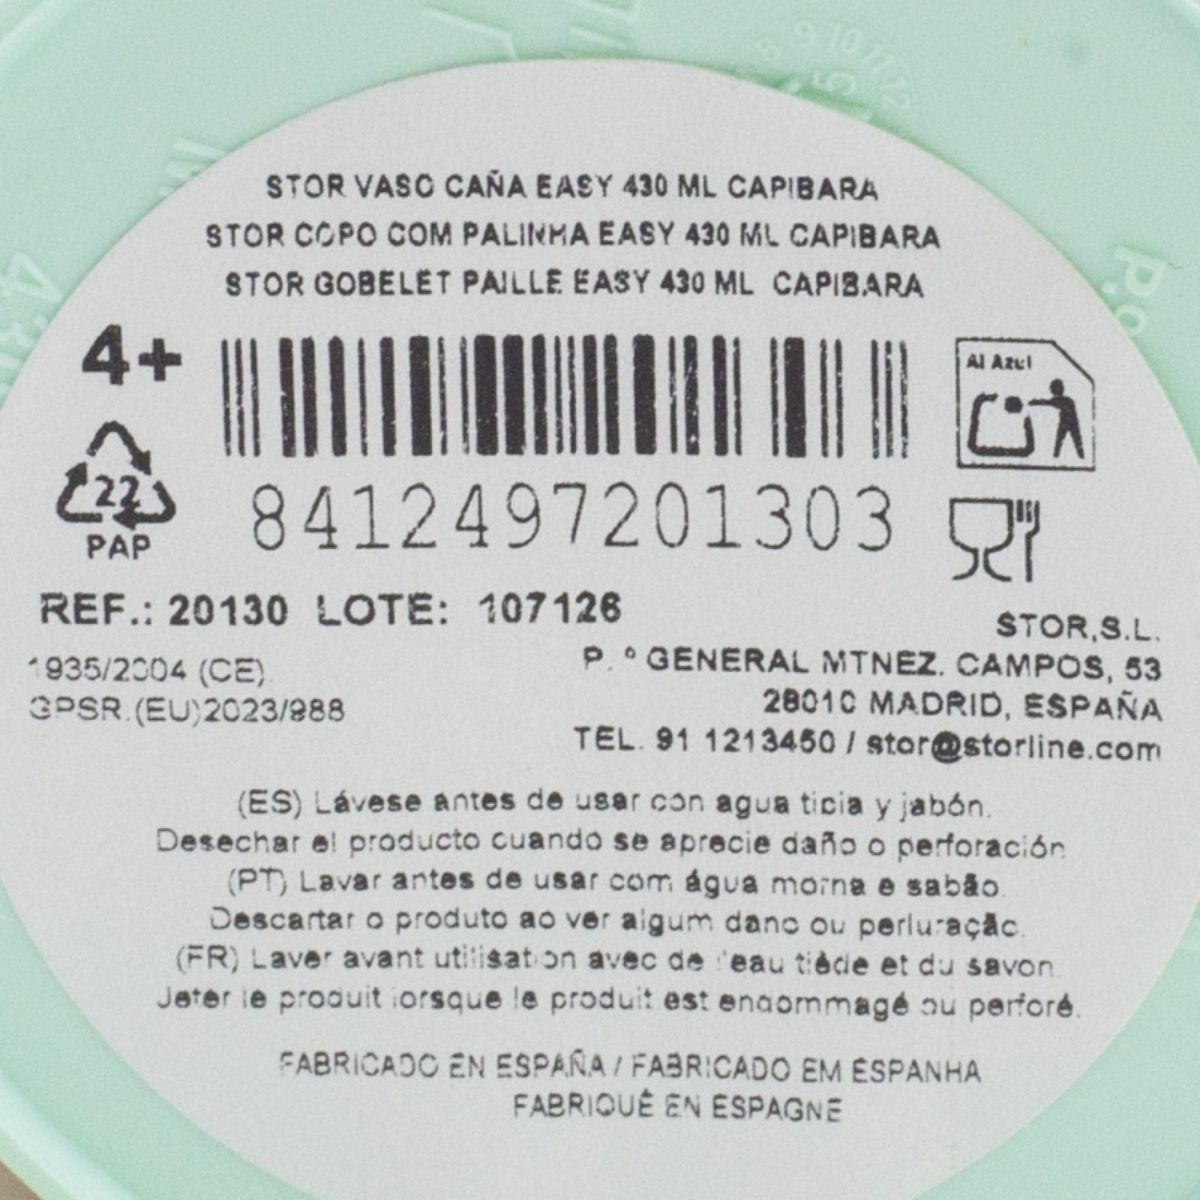 STOR VASO CAÑA EASY 430 ML CAPIBARA
STOR COPO COM PALINHA EASY 430 ML CAPIBARA
STOR GOBELET PAILLE EASY 430 ML CAPIBARA
4+
Al Azul
22
PAP
8412497201303
REF.: 20130 LOTE: 107126
1935/2004 (CE)
GPSR.(EU)2023/988
STOR,S.L.
P.º GENERAL MTNEZ. CAMPOS, 53
28010 MADRID, ESPAÑA
TEL. 91 1213450 / stor@storline.com
(ES) Lávese antes de usar con agua tibia y jabón.
Desechar el producto cuando se aprecie daño o perforación
(PT) Lavar antes de usar com água morna e sabão.
Descartar o produto ao ver algum dano ou perfuração.
(FR) Laver avant utilisation avec de l'eau tiède et du savon.
Jeter le produit lorsque le produit est endommagé ou perforé.
FABRICADO EN ESPAÑA / FABRICADO EM ESPANHA
FABRIQUÉ EN ESPAGNE
9 10 11 12
P.